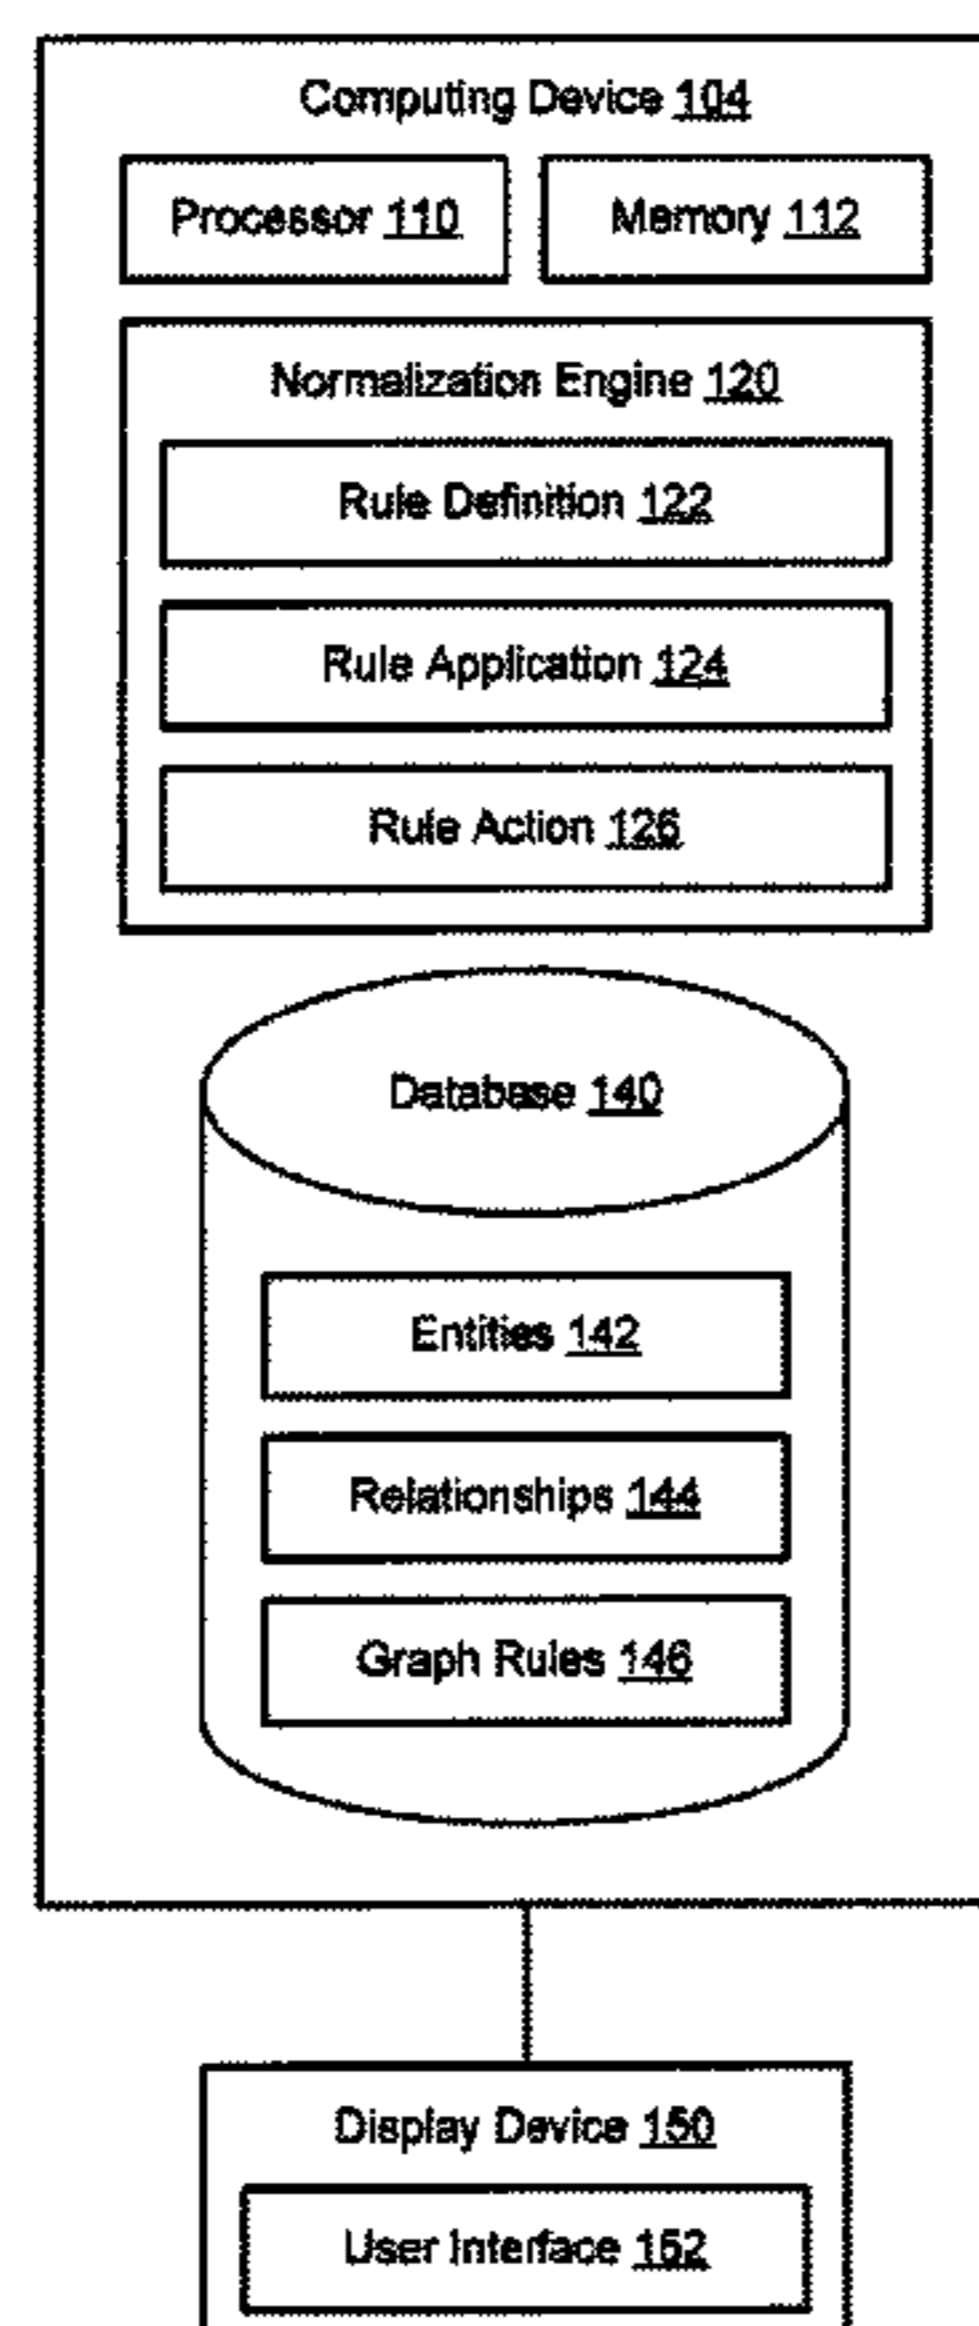 Computing Device 104
Processor 110
Memory 112
Normalization Engine 120
Rule Definition 122
Rule Application 124
Rule Action 126
Database 140
Entities 142
Relationships 144
Graph Rules 146
Display Device 150
User Interface 152